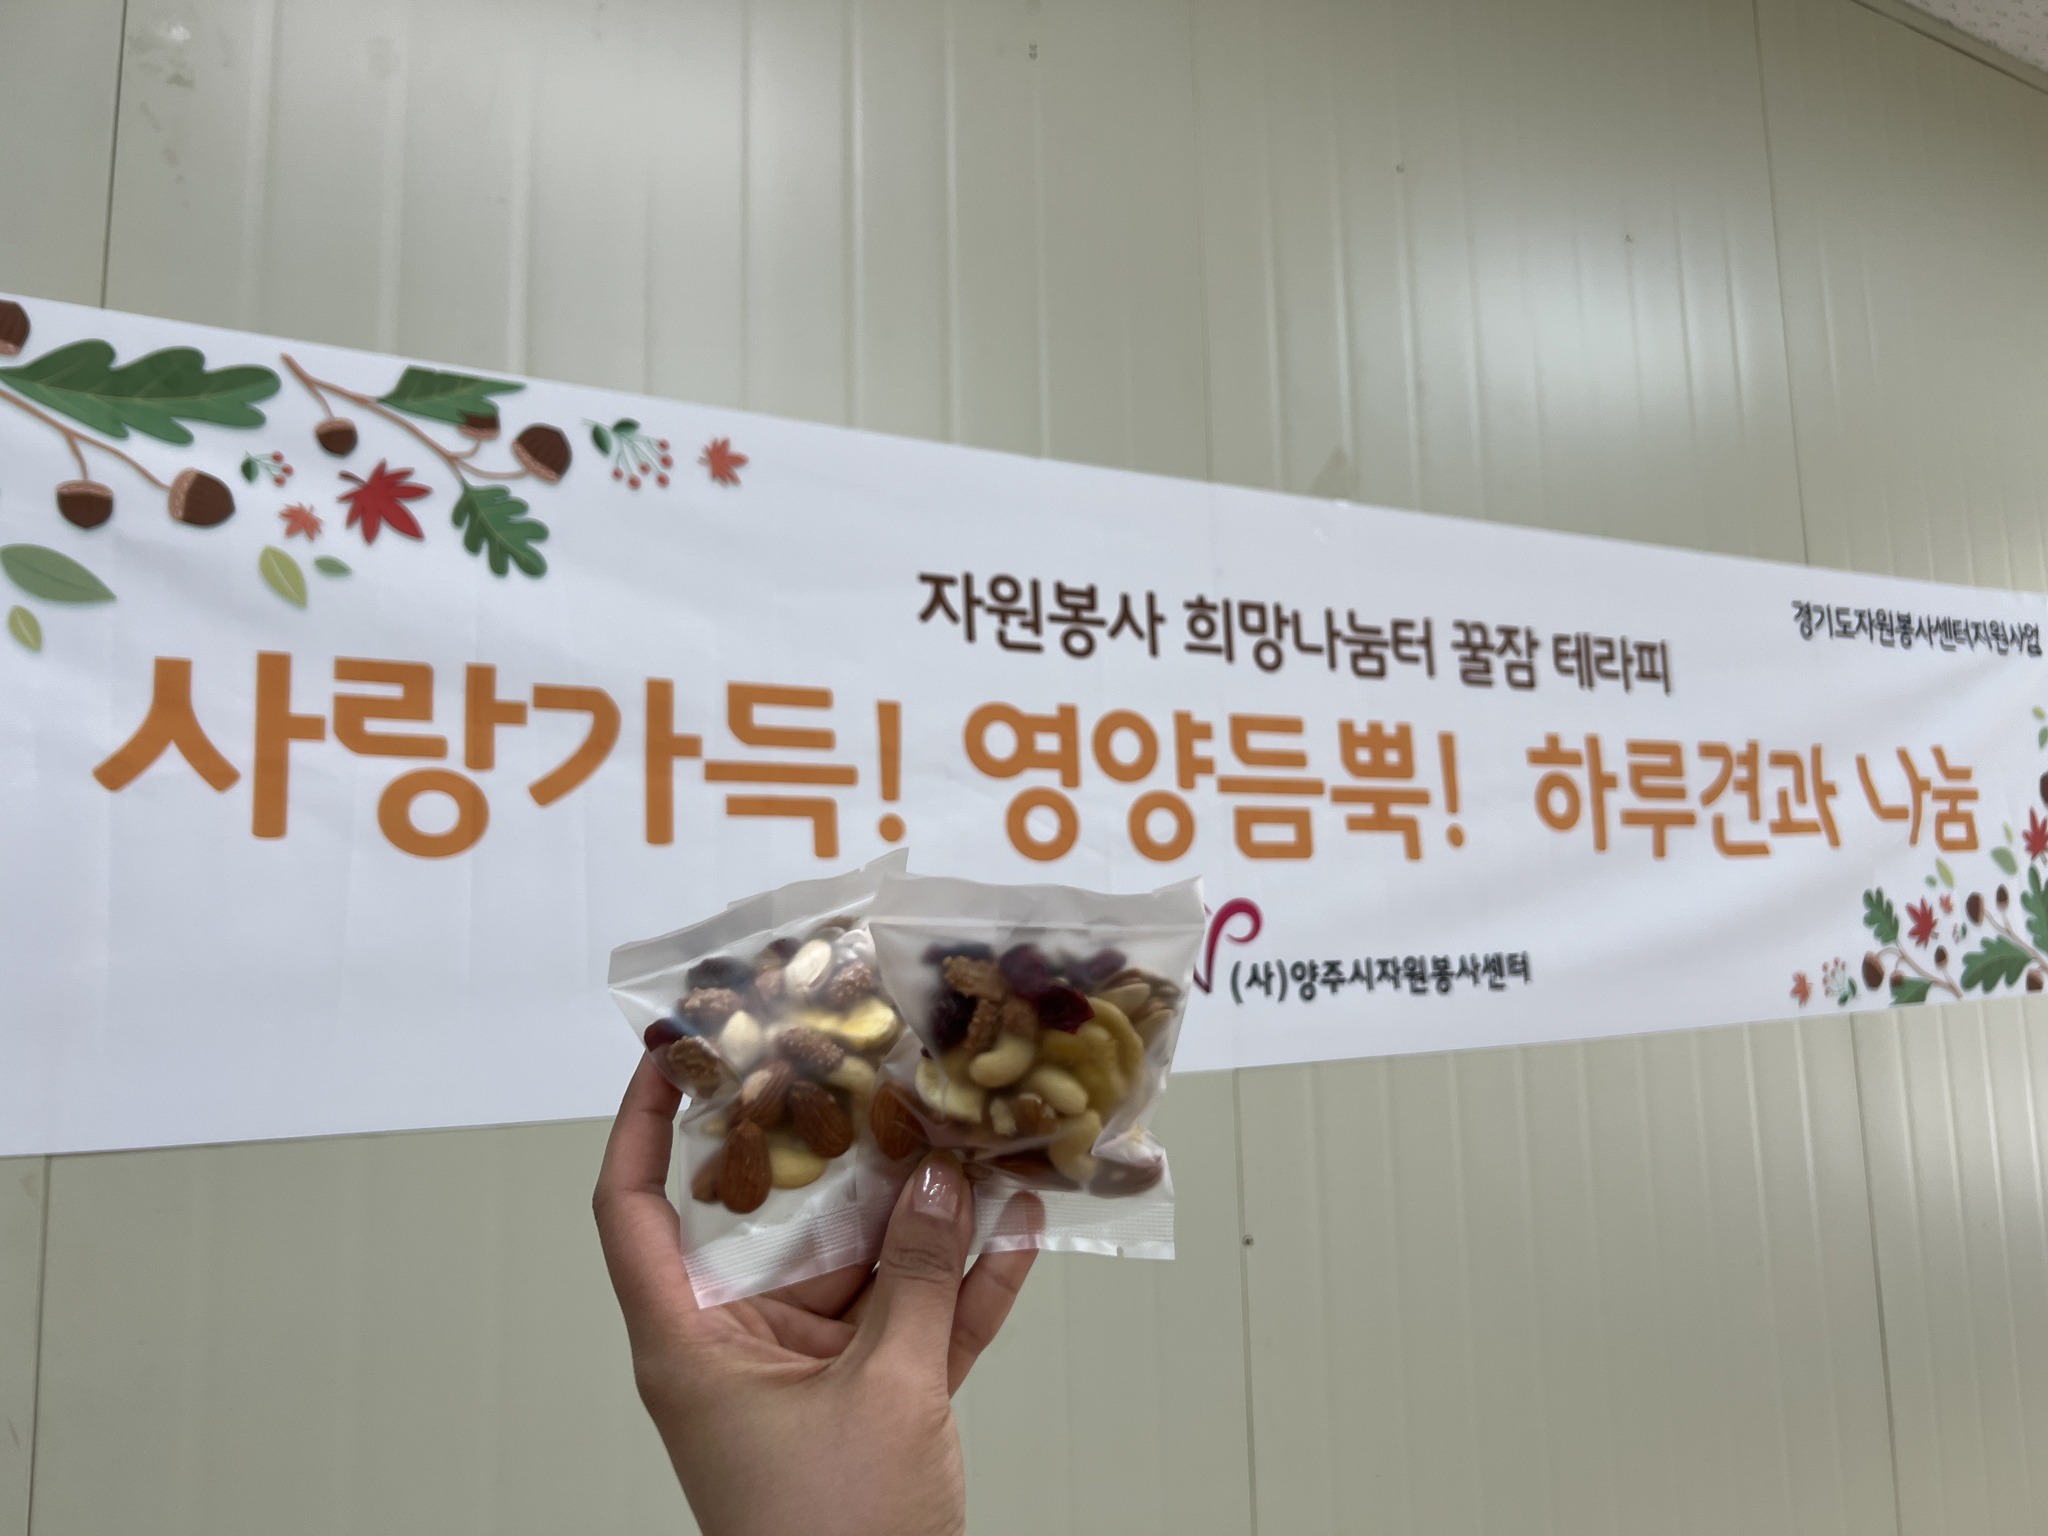 자원봉사 희망나눔터 꿀잠 테라피
경기도자원봉사센터지원사업
사랑가득! 영양듬뿍! 하루견과 나눔
(사)양주시자원봉사센터